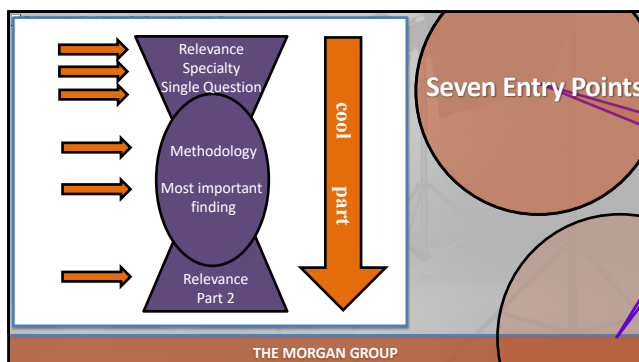 Relevance
Specialty
Single Question
Methodology
Most important
finding
Relevance
Part 2
cool part
Seven Entry Points
THE MORGAN GROUP